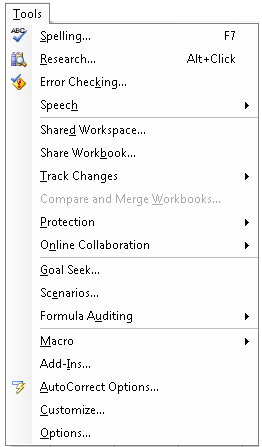 Tools
ABC
Spelling... F7
Research... Alt+Click
Error Checking...
Speech
Shared Workspace...
Share Workbook...
Track Changes
Compare and Merge Workbooks...
Protection
Online Collaboration
Goal Seek...
Scenarios...
Formula Auditing
Macro
Add-Ins...
AutoCorrect Options...
Customize...
Options...